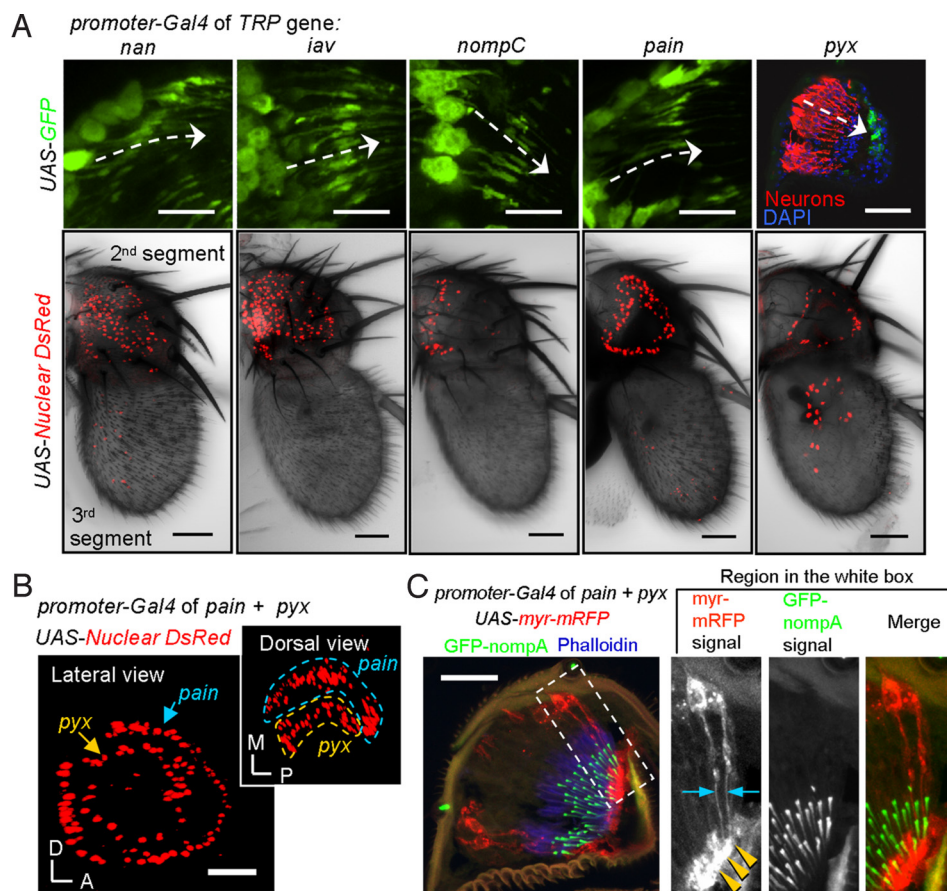 A
promoter-Gal4 of TRP gene:
nan iav nompC pain pyx
UAS-GFP
Neurons
DAPI
UAS-Nuclear DsRed
2nd segment
3rd
segment
B
promoter-Gal4 of pain + pyx
UAS-Nuclear DsRed
Lateral view
pain
pyx
D
A
Dorsal view
pain
pyx
M
P
C
promoter-Gal4 of pain + pyx
UAS-myr-mRFP
GFP-nompA Phalloidin
Region in the white box
myr-
mRFP
signal
GFP-
nompA
signal
Merge